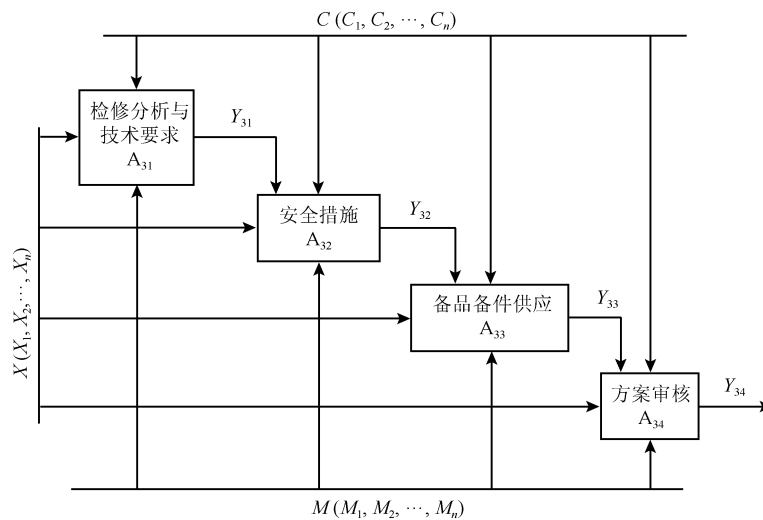 C (C₁, C₂, ⋯, Cₙ)
检修分析与
技术要求
A₃₁
Y₃₁
安全措施
A₃₂
Y₃₂
备品备件供应
A₃₃
Y₃₃
方案审核
A₃₄
Y₃₄
X (X₁, X₂, ⋯, Xₙ)
M (M₁, M₂, ⋯, Mₙ)